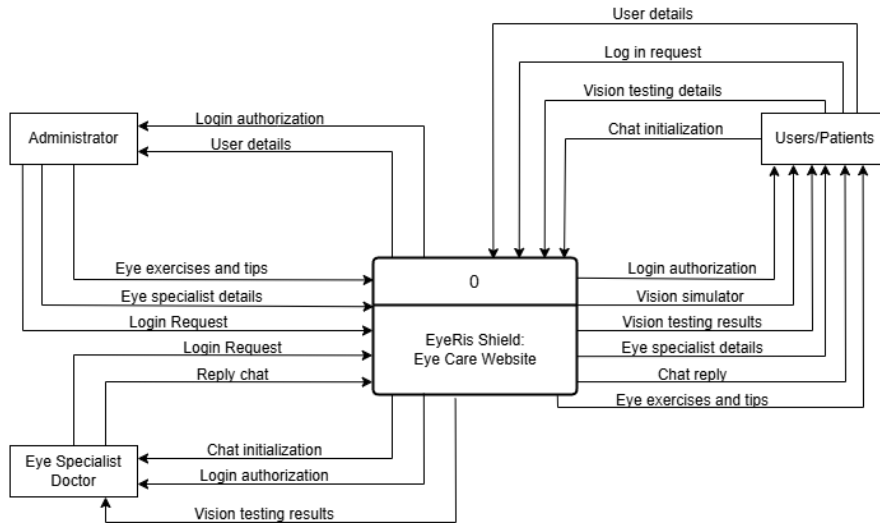 User details
Log in request
Vision testing details
Chat initialization
Users/Patients
Login authorization
User details
Administrator
Eye exercises and tips
Eye specialist details
Login Request
Login Request
Reply chat
0
EyeRis Shield:
Eye Care Website
Login authorization
Vision simulator
Vision testing results
Eye specialist details
Chat reply
Eye exercises and tips
Eye Specialist
Doctor
Chat initialization
Login authorization
Vision testing results